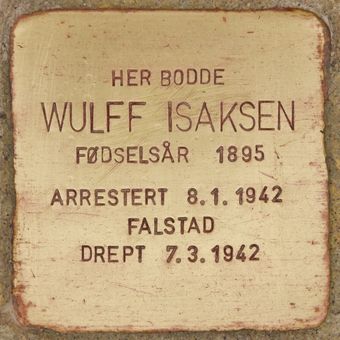 HER BODDE
WULFF ISAKSEN
FØDSELSÅR 1895
ARRESTERT 8.1.1942
FALSTAD
DREPT 7.3.1942